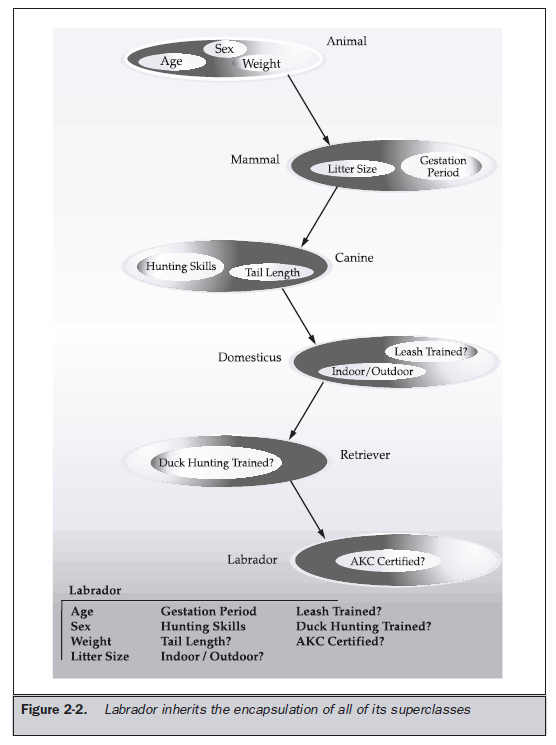 Animal
Sex
Age
Weight
Mammal
Litter Size
Gestation
Period
Canine
Hunting Skills
Tail Length
Domesticus
Leash Trained?
Indoor/Outdoor
Retriever
Duck Hunting Trained?
Labrador
AKC Certified?
Labrador
Age Gestation Period Leash Trained?
Sex Hunting Skills Duck Hunting Trained?
Weight Tail Length? AKC Certified?
Litter Size Indoor / Outdoor?
Figure 2-2. Labrador inherits the encapsulation of all of its superclasses